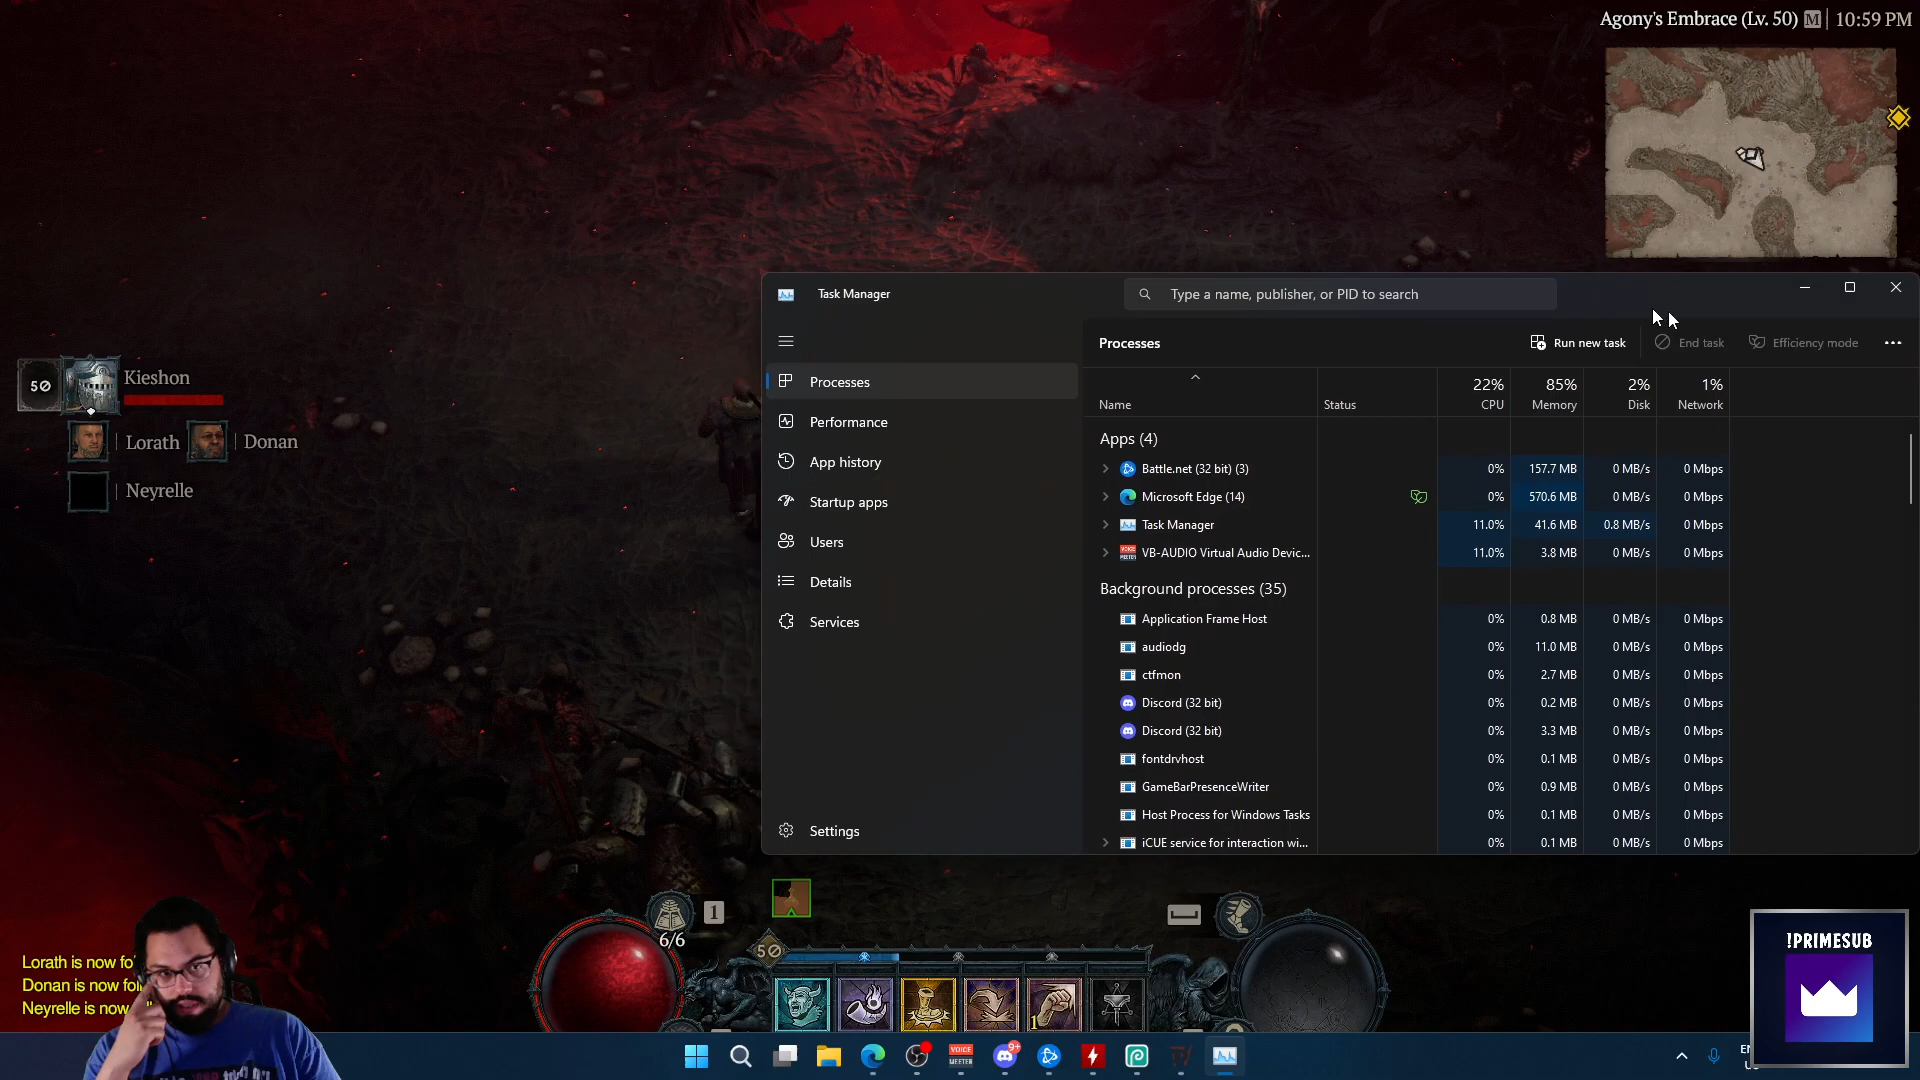 Agony's Embrace (Lv. 50) M 10:59 PM
Task Manager
Type a name, publisher, or PID to search
Processes
Run new task
End task
Efficiency mode
Processes
Performance
App history
Startup apps
Users
Details
Services
Settings
22% 85% 2% 1%
Name Status CPU Memory Disk Network
Apps (4)
Battle.net (32 bit) (3) 0% 157.7 MB 0 MB/s 0 Mbps
Microsoft Edge (14) 0% 570.6 MB 0 MB/s 0 Mbps
Task Manager 11.0% 41.6 MB 0.8 MB/s 0 Mbps
VB-AUDIO Virtual Audio Devic... 11.0% 3.8 MB 0 MB/s 0 Mbps
Background processes (35)
Application Frame Host 0% 0.8 MB 0 MB/s 0 Mbps
audiodg 0% 11.0 MB 0 MB/s 0 Mbps
ctfmon 0% 2.7 MB 0 MB/s 0 Mbps
Discord (32 bit) 0% 0.2 MB 0 MB/s 0 Mbps
Discord (32 bit) 0% 3.3 MB 0 MB/s 0 Mbps
fontdrvhost 0% 0.1 MB 0 MB/s 0 Mbps
GameBarPresenceWriter 0% 0.9 MB 0 MB/s 0 Mbps
Host Process for Windows Tasks 0% 0.1 MB 0 MB/s 0 Mbps
iCUE service for interaction wi... 0% 0.1 MB 0 MB/s 0 Mbps
50 Kieshon
Lorath Donan
Neyrelle
1
6/6
50
1
Lorath is now fo
Donan is now fol
Neyrelle is now
!PRIMESUB
VOICE
MEETER
9+